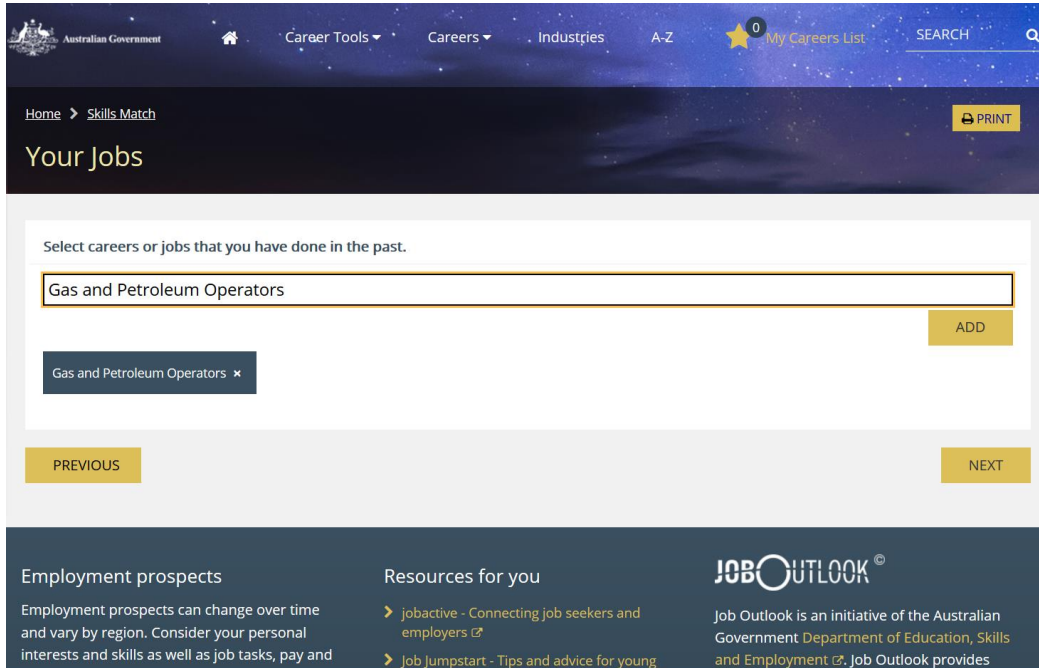 Australian Government
Career Tools
Careers
Industries
A-Z
0
My Careers List
SEARCH
Home > Skills Match
PRINT
Your Jobs
Select careers or jobs that you have done in the past.
Gas and Petroleum Operators
ADD
Gas and Petroleum Operators ×
PREVIOUS
NEXT
Employment prospects
Employment prospects can change over time
and vary by region. Consider your personal
interests and skills as well as job tasks, pay and
Resources for you
jobactive - Connecting job seekers and
employers
Job Jumpstart - Tips and advice for young
JOBOUTLOOK ©
Job Outlook is an initiative of the Australian
Government Department of Education, Skills
and Employment. Job Outlook provides